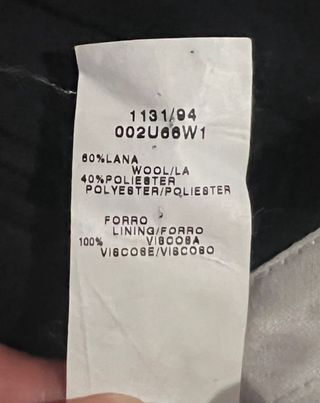 1131/94
002U66W1
60%LANA
WOOL/LA
40%POLIESTER
POLYESTER/POLIESTER
FORRO
LINING/FORRO
100% VISCOSA
VISCOSE/VISCOSO